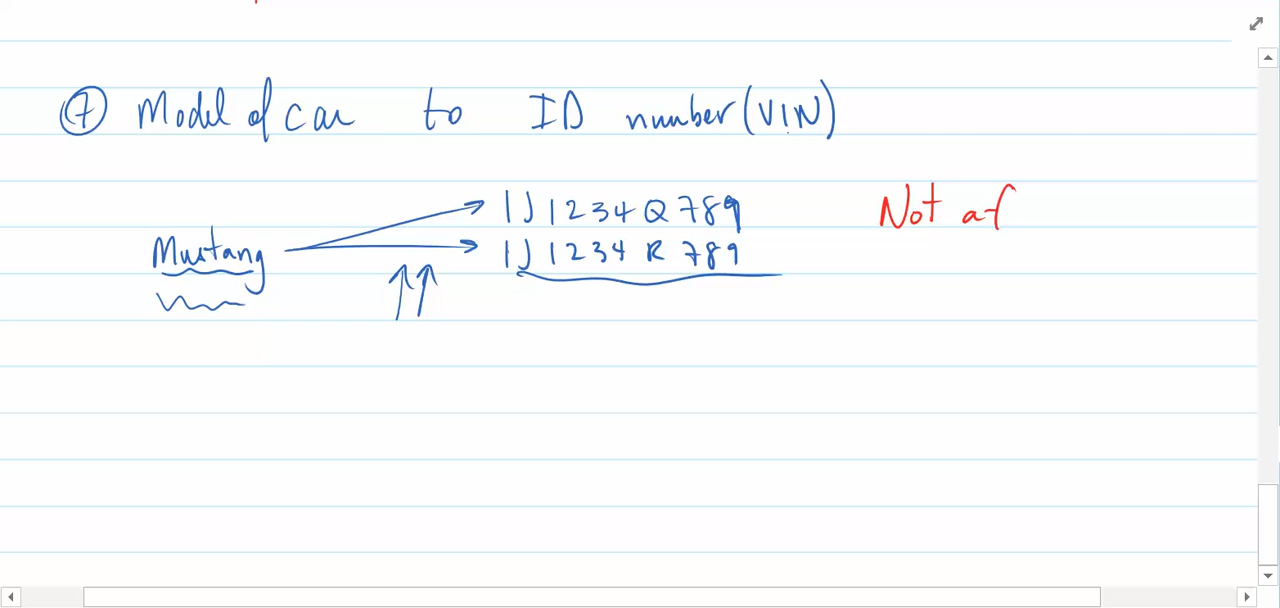 ⑦ Model of car to ID number (VIN)
1J1234Q789
Not a f
Mustang
1J1234R789